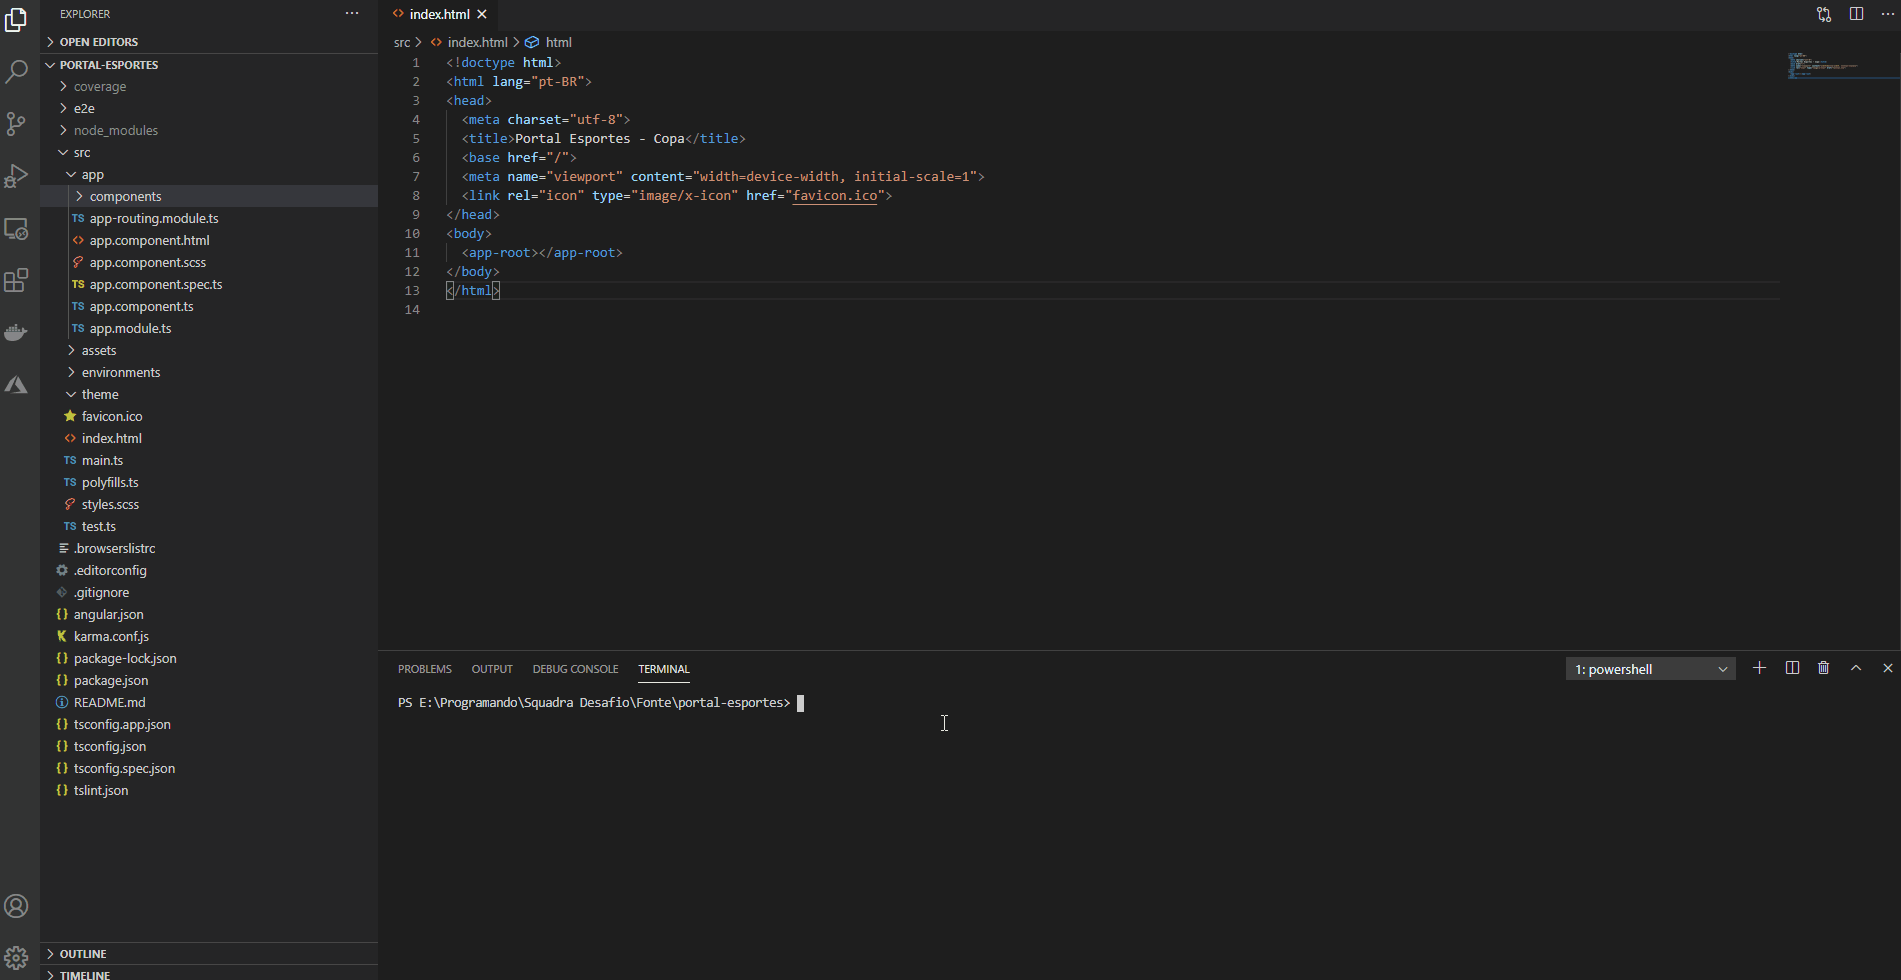 EXPLORER
OPEN EDITORS
PORTAL-ESPORTES
coverage
e2e
node_modules
src
app
components
TS app-routing.module.ts
app.component.html
app.component.scss
TS app.component.spec.ts
TS app.component.ts
TS app.module.ts
assets
environments
theme
favicon.ico
index.html
TS main.ts
TS polyfills.ts
styles.scss
TS test.ts
.browserslistrc
.editorconfig
.gitignore
{} angular.json
K karma.conf.js
{} package-lock.json
{} package.json
README.md
{} tsconfig.app.json
{} tsconfig.json
{} tsconfig.spec.json
{} tslint.json
OUTLINE
TIMELINE
index.html
src > index.html > html
1 <!doctype html>
2 <html lang="pt-BR">
3 <head>
4 <meta charset="utf-8">
5 <title>Portal Esportes - Copa</title>
6 <base href="/">
7 <meta name="viewport" content="width=device-width, initial-scale=1">
8 <link rel="icon" type="image/x-icon" href="favicon.ico">
9 </head>
10 <body>
11 <app-root></app-root>
12 </body>
13 </html>
14
PROBLEMS OUTPUT DEBUG CONSOLE TERMINAL 1: powershell
PS E:\Programando\Squadra Desafio\Fonte\portal-esportes>